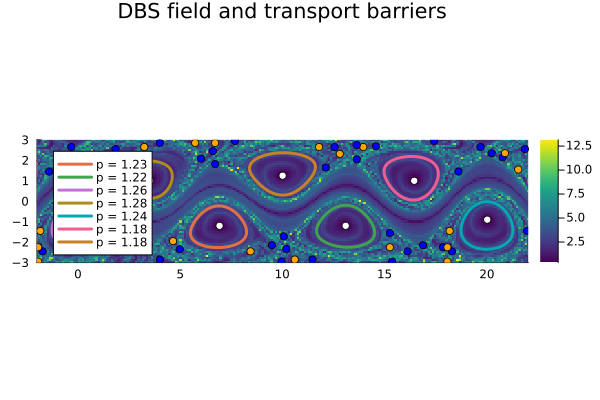 DBS field and transport barriers
3
2
1
0
−1
−2
−3
p = 1.23
p = 1.22
p = 1.26
p = 1.28
p = 1.24
p = 1.18
p = 1.18
0
5
10
15
20
12.5
10.0
7.5
5.0
2.5